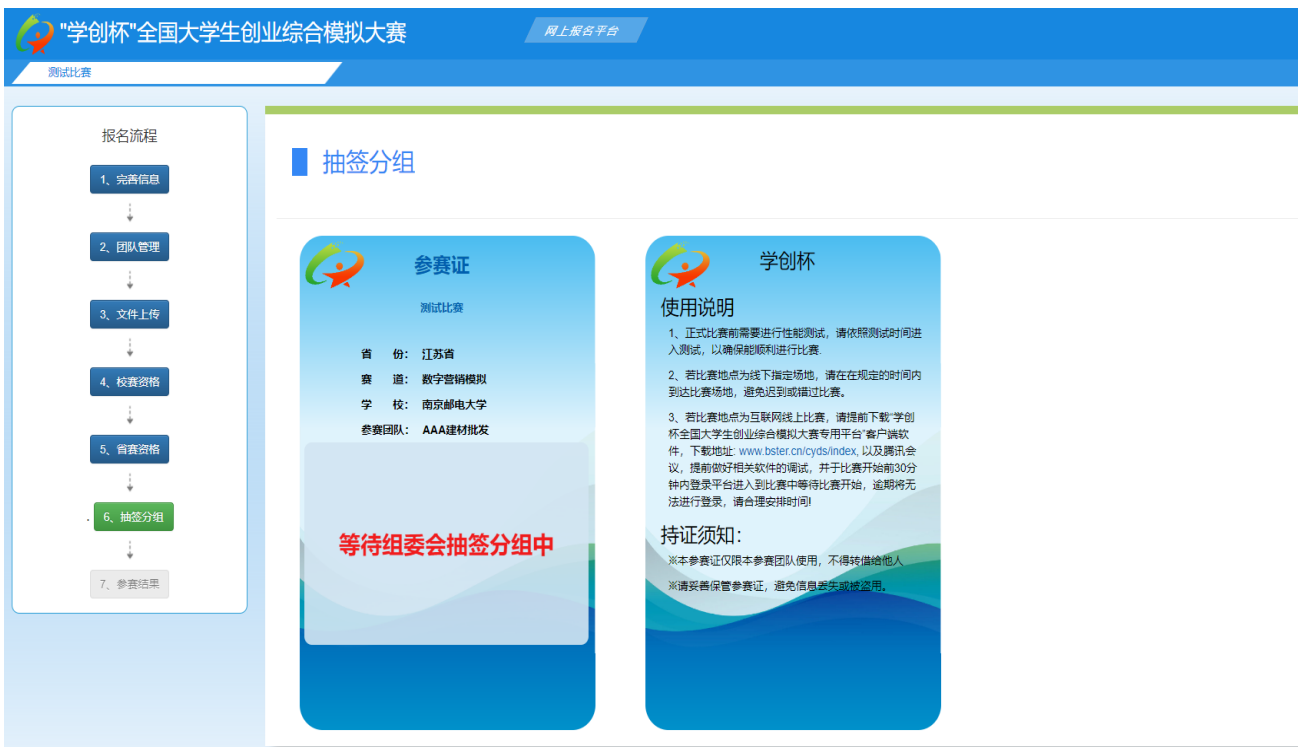 "学创杯"全国大学生创业综合模拟大赛
网上报名平台
测试比赛
报名流程
1、完善信息
2、团队管理
3、文件上传
4、校赛资格
5、省赛资格
6、抽签分组
7、参赛结果
抽签分组
参赛证
测试比赛
省 份： 江苏省
赛 道： 数字营销模拟
学 校： 南京邮电大学
参赛团队： AAA建材批发
等待组委会抽签分组中
学创杯
使用说明
1、正式比赛前需要进行性能测试，请依照测试时间进
入测试，以确保能顺利进行比赛.
2、若比赛地点为线下指定场地，请在在规定的时间内
到达比赛场地，避免迟到或错过比赛。
3、若比赛地点为互联网线上比赛，请提前下载"学创
杯全国大学生创业综合模拟大赛专用平台"客户端软
件，下载地址: www.bster.cn/cyds/index, 以及腾讯会
议，提前做好相关软件的调试，并于比赛开始前30分
钟内登录平台进入到比赛中等待比赛开始，逾期将无
法进行登录，请合理安排时间!
持证须知：
※本参赛证仅限本参赛团队使用，不得转借给他人
※请妥善保管参赛证，避免信息丢失或被盗用。